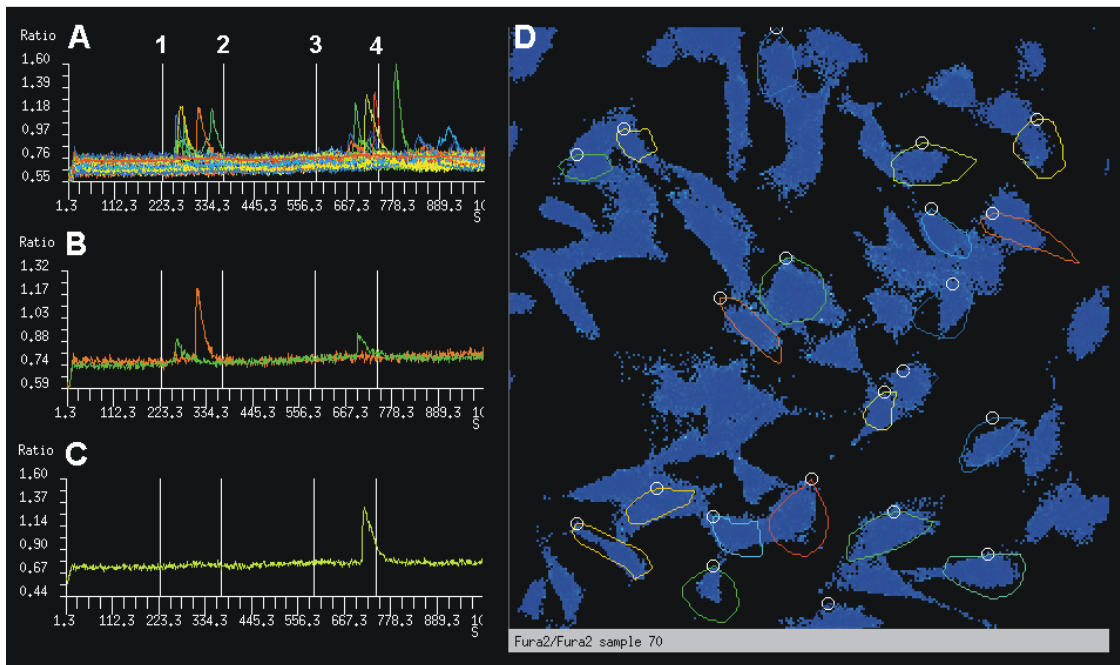 A
Ratio
1 2 3 4
1.60
1.39
1.18
0.97
0.76
0.55
1.3 112.3 223.3 334.3 445.3 556.3 667.3 778.3 889.3 10
S
B
Ratio
1.32
1.17
1.03
0.88
0.74
0.59
1.3 112.3 223.3 334.3 445.3 556.3 667.3 778.3 889.3 10
S
C
Ratio
1.60
1.37
1.14
0.90
0.67
0.44
1.3 112.3 223.3 334.3 445.3 556.3 667.3 778.3 889.3 10
S
D
Fura2/Fura2 sample 70